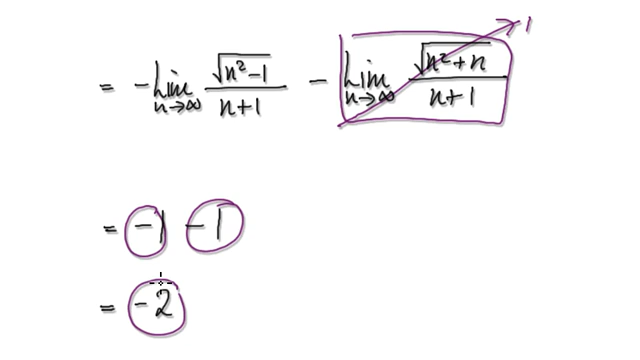 = -lim n→∞ √(n²-1)/(n+1) - lim n→∞ √(n²+n)/(n+1) → 1
= -1 -1
= -2